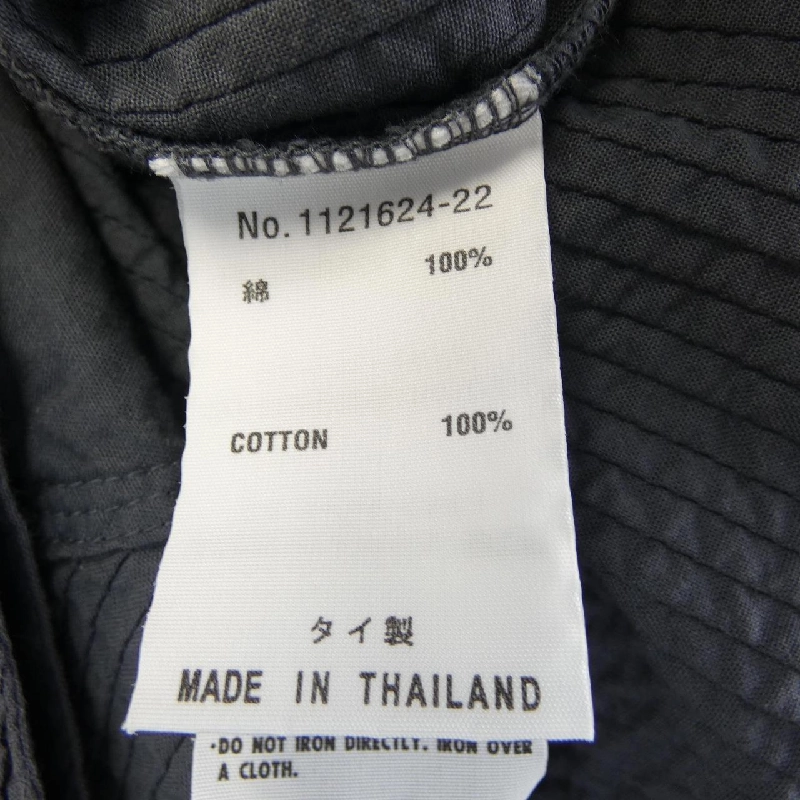 No.1121624-22
綿 100%
COTTON 100%
タイ製
MADE IN THAILAND
·DO NOT IRON DIRECTLY. IRON OVER
A CLOTH.